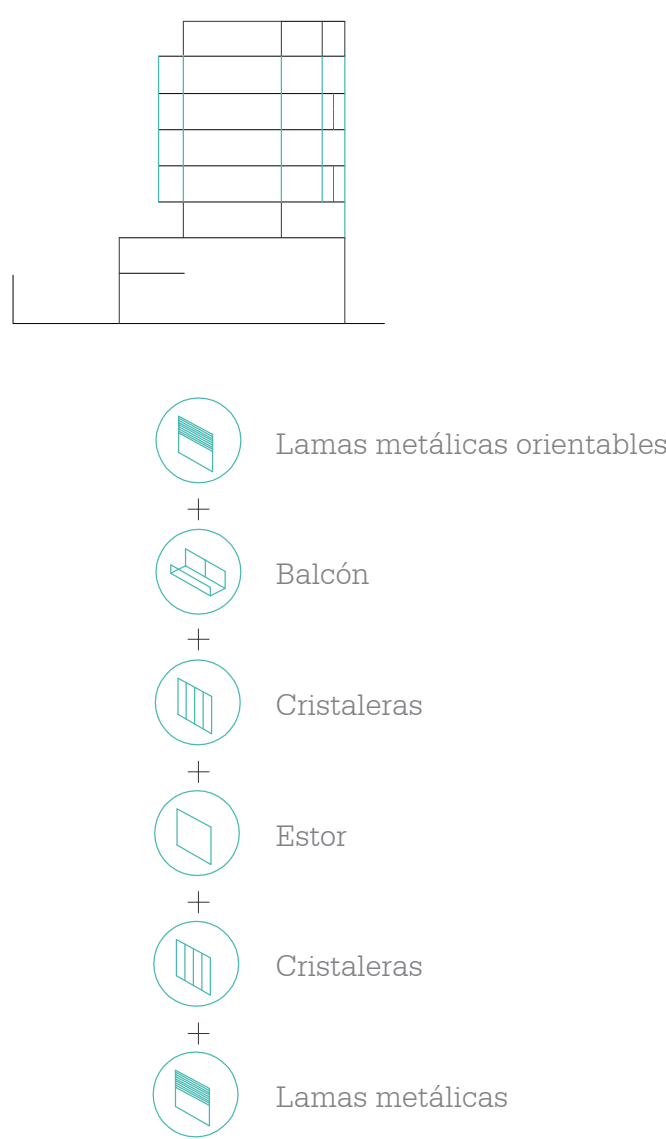 Lamas metálicas orientables
+
Balcón
+
Cristaleras
+
Estor
+
Cristaleras
+
Lamas metálicas